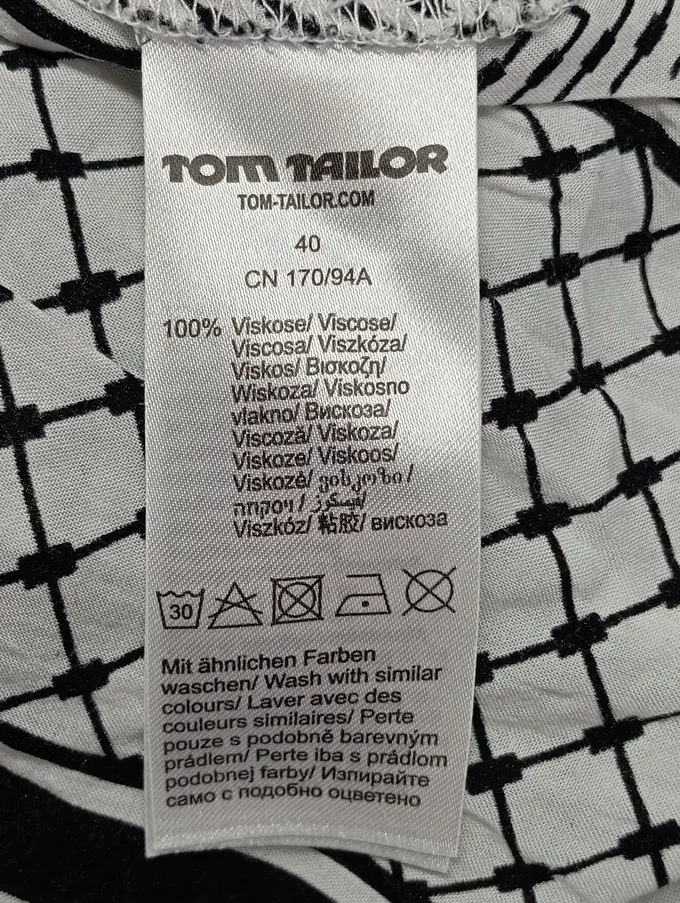 TOM TAILOR
TOM-TAILOR.COM
40
CN 170/94A
100% Viskose/ Viscose/
Viscosa/ Viszkóza/
Viskos/ Βισκοζη/
Wiskoza/ Viskosno
vlakno/ Вискоза/
Viscoză/ Viskoza/
Viskoze/ Viskoos/
Viskozė/ ვისკოზი/
ויסקחה/ فيسكوز/
Viszkóz/ 粘胶/ вискоза
30
Mit ähnlichen Farben
waschen/ Wash with similar
colours/ Laver avec des
couleurs similaires/ Perte
pouze s podobně barevným
prádlem/ Perte iba s prádlom
podobnej farby/ Изпирайте
само с подобно оцветено